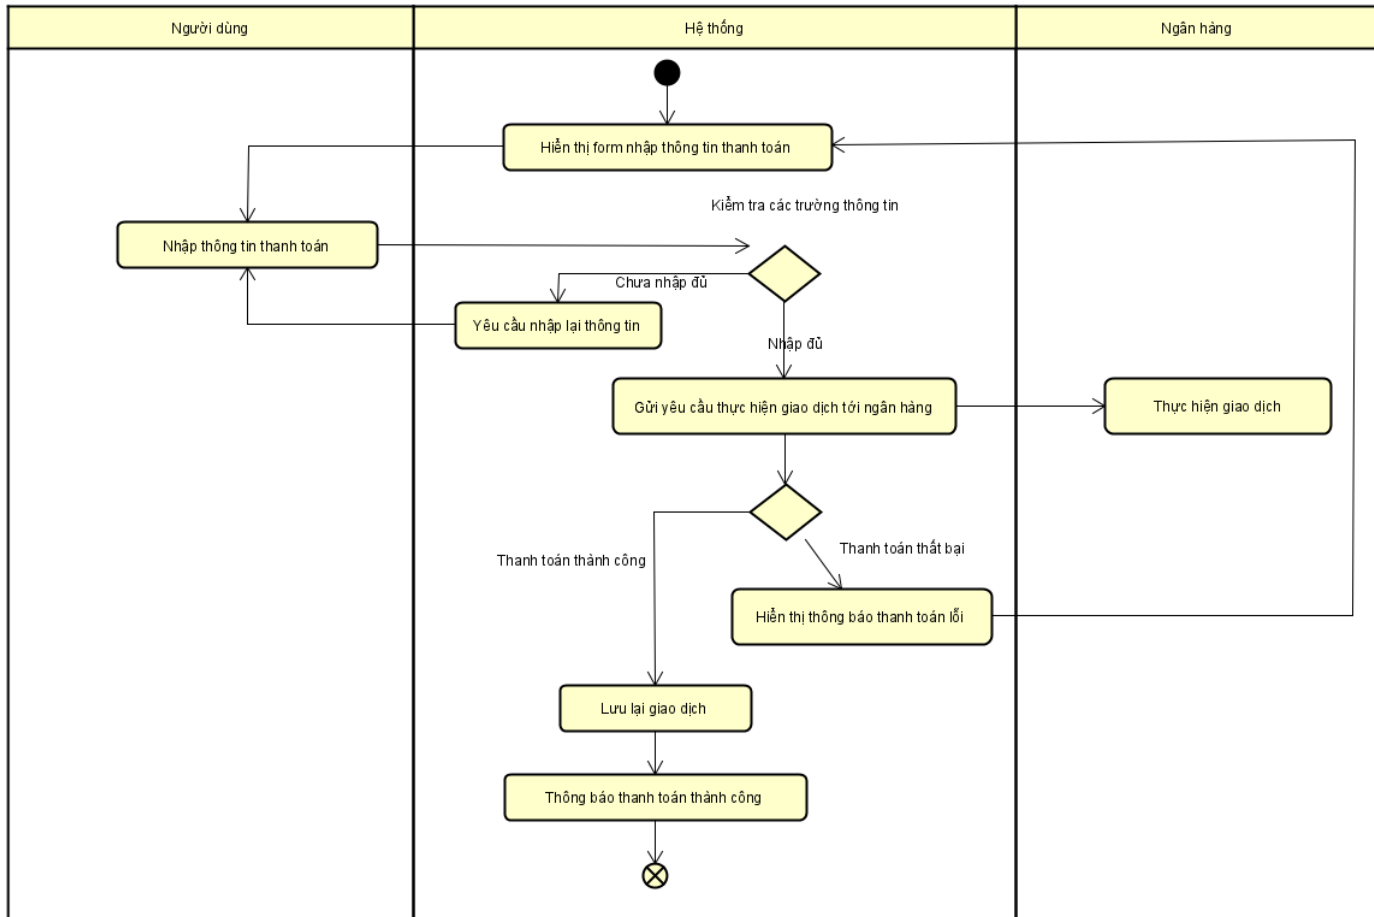 Người dùng
Hệ thống
Ngân hàng
Hiển thị form nhập thông tin thanh toán
Kiểm tra các trường thông tin
Nhập thông tin thanh toán
Chưa nhập đủ
Yêu cầu nhập lại thông tin
Nhập đủ
Gửi yêu cầu thực hiện giao dịch tới ngân hàng
Thực hiện giao dịch
Thanh toán thất bại
Thanh toán thành công
Hiển thị thông báo thanh toán lỗi
Lưu lại giao dịch
Thông báo thanh toán thành công